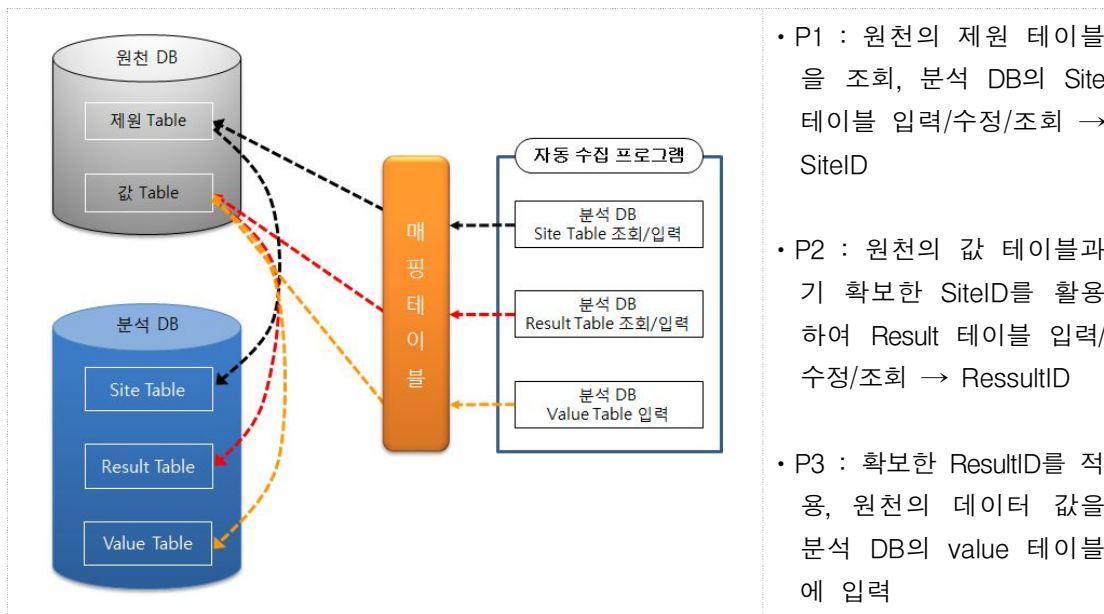 원천 DB
제원 Table
값 Table
분석 DB
Site Table
Result Table
Value Table
매
핑
테
이
블
자동 수집 프로그램
분석 DB
Site Table 조회/입력
분석 DB
Result Table 조회/입력
분석 DB
Value Table 입력
• P1 : 원천의 제원 테이블
을 조회, 분석 DB의 Site
테이블 입력/수정/조회 →
SiteID
• P2 : 원천의 값 테이블과
기 확보한 SiteID를 활용
하여 Result 테이블 입력/
수정/조회 → RessultID
• P3 : 확보한 ResultID를 적
용, 원천의 데이터 값을
분석 DB의 value 테이블
에 입력